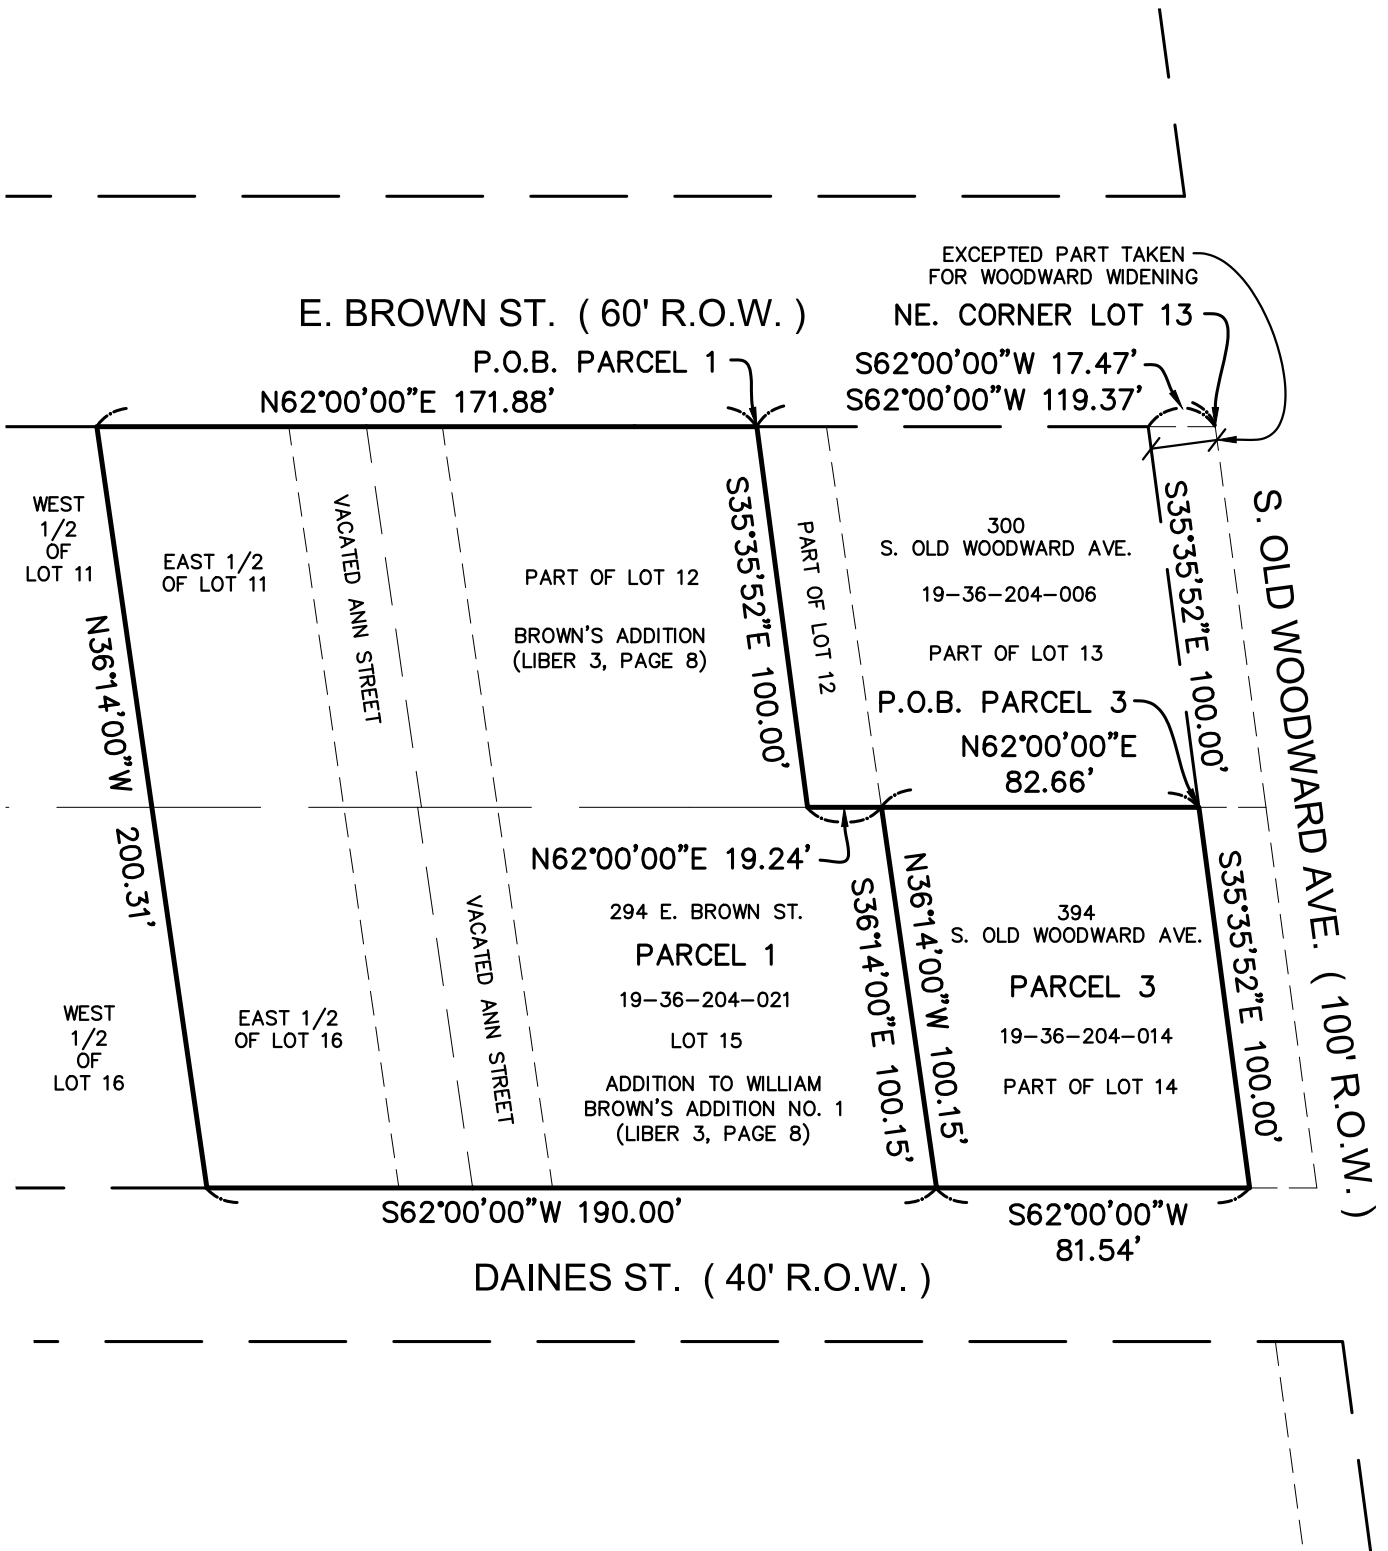 EXCEPTED PART TAKEN
FOR WOODWARD WIDENING
E. BROWN ST. ( 60' R.O.W. )
NE. CORNER LOT 13
P.O.B. PARCEL 1
S62°00'00"W 17.47'
N62°00'00"E 171.88'
S62°00'00"W 119.37'
WEST
1/2
OF
LOT 11
EAST 1/2
OF LOT 11
VACATED ANN STREET
PART OF LOT 12
BROWN'S ADDITION
(LIBER 3, PAGE 8)
S35°35'52"E 100.00'
PART OF LOT 12
300
S. OLD WOODWARD AVE.
19-36-204-006
PART OF LOT 13
S35°35'52"E 100.00'
S. OLD WOODWARD AVE. ( 100' R.O.W. )
P.O.B. PARCEL 3
N62°00'00"E
82.66'
N36°14'00"W 200.31'
N62°00'00"E 19.24'
294 E. BROWN ST.
PARCEL 1
19-36-204-021
LOT 15
ADDITION TO WILLIAM
BROWN'S ADDITION NO. 1
(LIBER 3, PAGE 8)
VACATED ANN STREET
WEST
1/2
OF
LOT 16
EAST 1/2
OF LOT 16
S36°14'00"E 100.15'
N36°14'00"W 100.15'
394
S. OLD WOODWARD AVE.
PARCEL 3
19-36-204-014
PART OF LOT 14
S35°35'52"E 100.00'
S62°00'00"W 190.00'
S62°00'00"W
81.54'
DAINES ST. ( 40' R.O.W. )